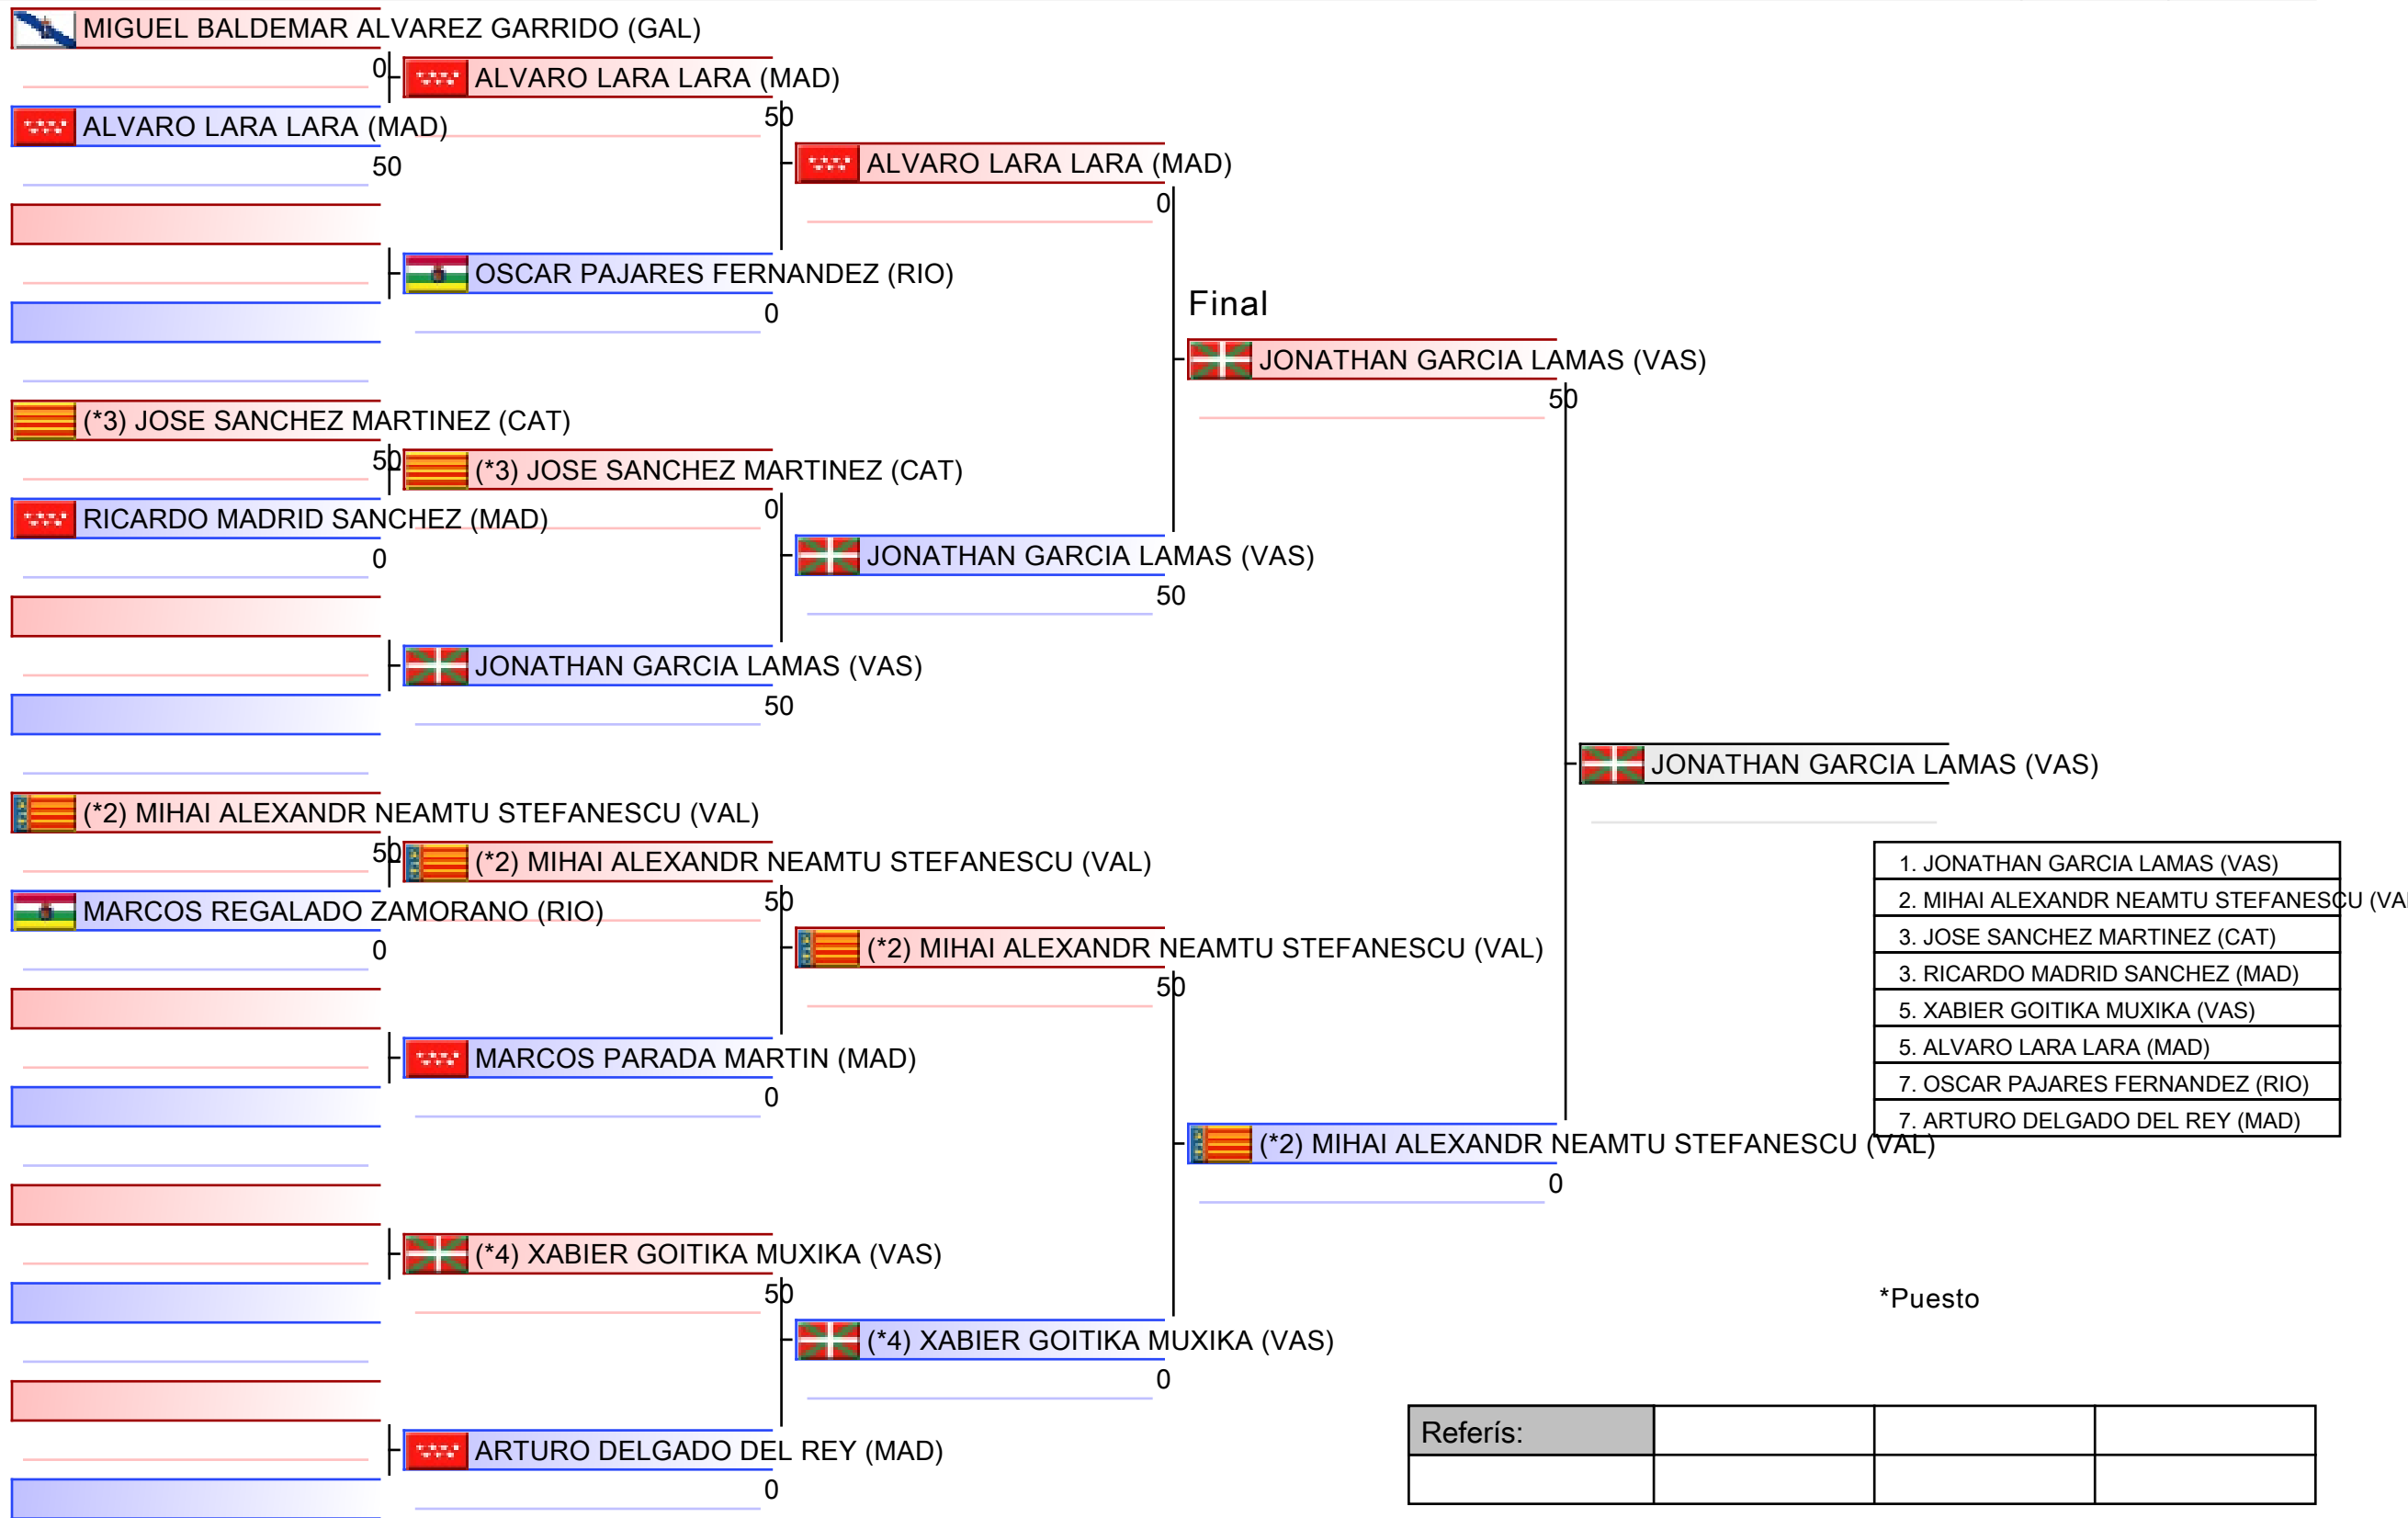 MIGUEL BALDEMAR ALVAREZ GARRIDO (GAL)
0
ALVARO LARA LARA (MAD)
50
(*3) JOSE SANCHEZ MARTINEZ (CAT)
50
RICARDO MADRID SANCHEZ (MAD)
0
(*2) MIHAI ALEXANDR NEAMTU STEFANESCU (VAL)
50
MARCOS REGALADO ZAMORANO (RIO)
0
ALVARO LARA LARA (MAD)
50
OSCAR PAJARES FERNANDEZ (RIO)
0
(*3) JOSE SANCHEZ MARTINEZ (CAT)
0
JONATHAN GARCIA LAMAS (VAS)
50
(*2) MIHAI ALEXANDR NEAMTU STEFANESCU (VAL)
50
MARCOS PARADA MARTIN (MAD)
0
(*4) XABIER GOITIKA MUXIKA (VAS)
50
ARTURO DELGADO DEL REY (MAD)
0
ALVARO LARA LARA (MAD)
0
JONATHAN GARCIA LAMAS (VAS)
50
(*2) MIHAI ALEXANDR NEAMTU STEFANESCU (VAL)
50
(*4) XABIER GOITIKA MUXIKA (VAS)
0
Final
JONATHAN GARCIA LAMAS (VAS)
50
(*2) MIHAI ALEXANDR NEAMTU STEFANESCU (VAL)
0
JONATHAN GARCIA LAMAS (VAS)
1. JONATHAN GARCIA LAMAS (VAS)
2. MIHAI ALEXANDR NEAMTU STEFANESCU (VA
3. JOSE SANCHEZ MARTINEZ (CAT)
3. RICARDO MADRID SANCHEZ (MAD)
5. XABIER GOITIKA MUXIKA (VAS)
5. ALVARO LARA LARA (MAD)
7. OSCAR PAJARES FERNANDEZ (RIO)
7. ARTURO DELGADO DEL REY (MAD)
*Puesto
Referís: